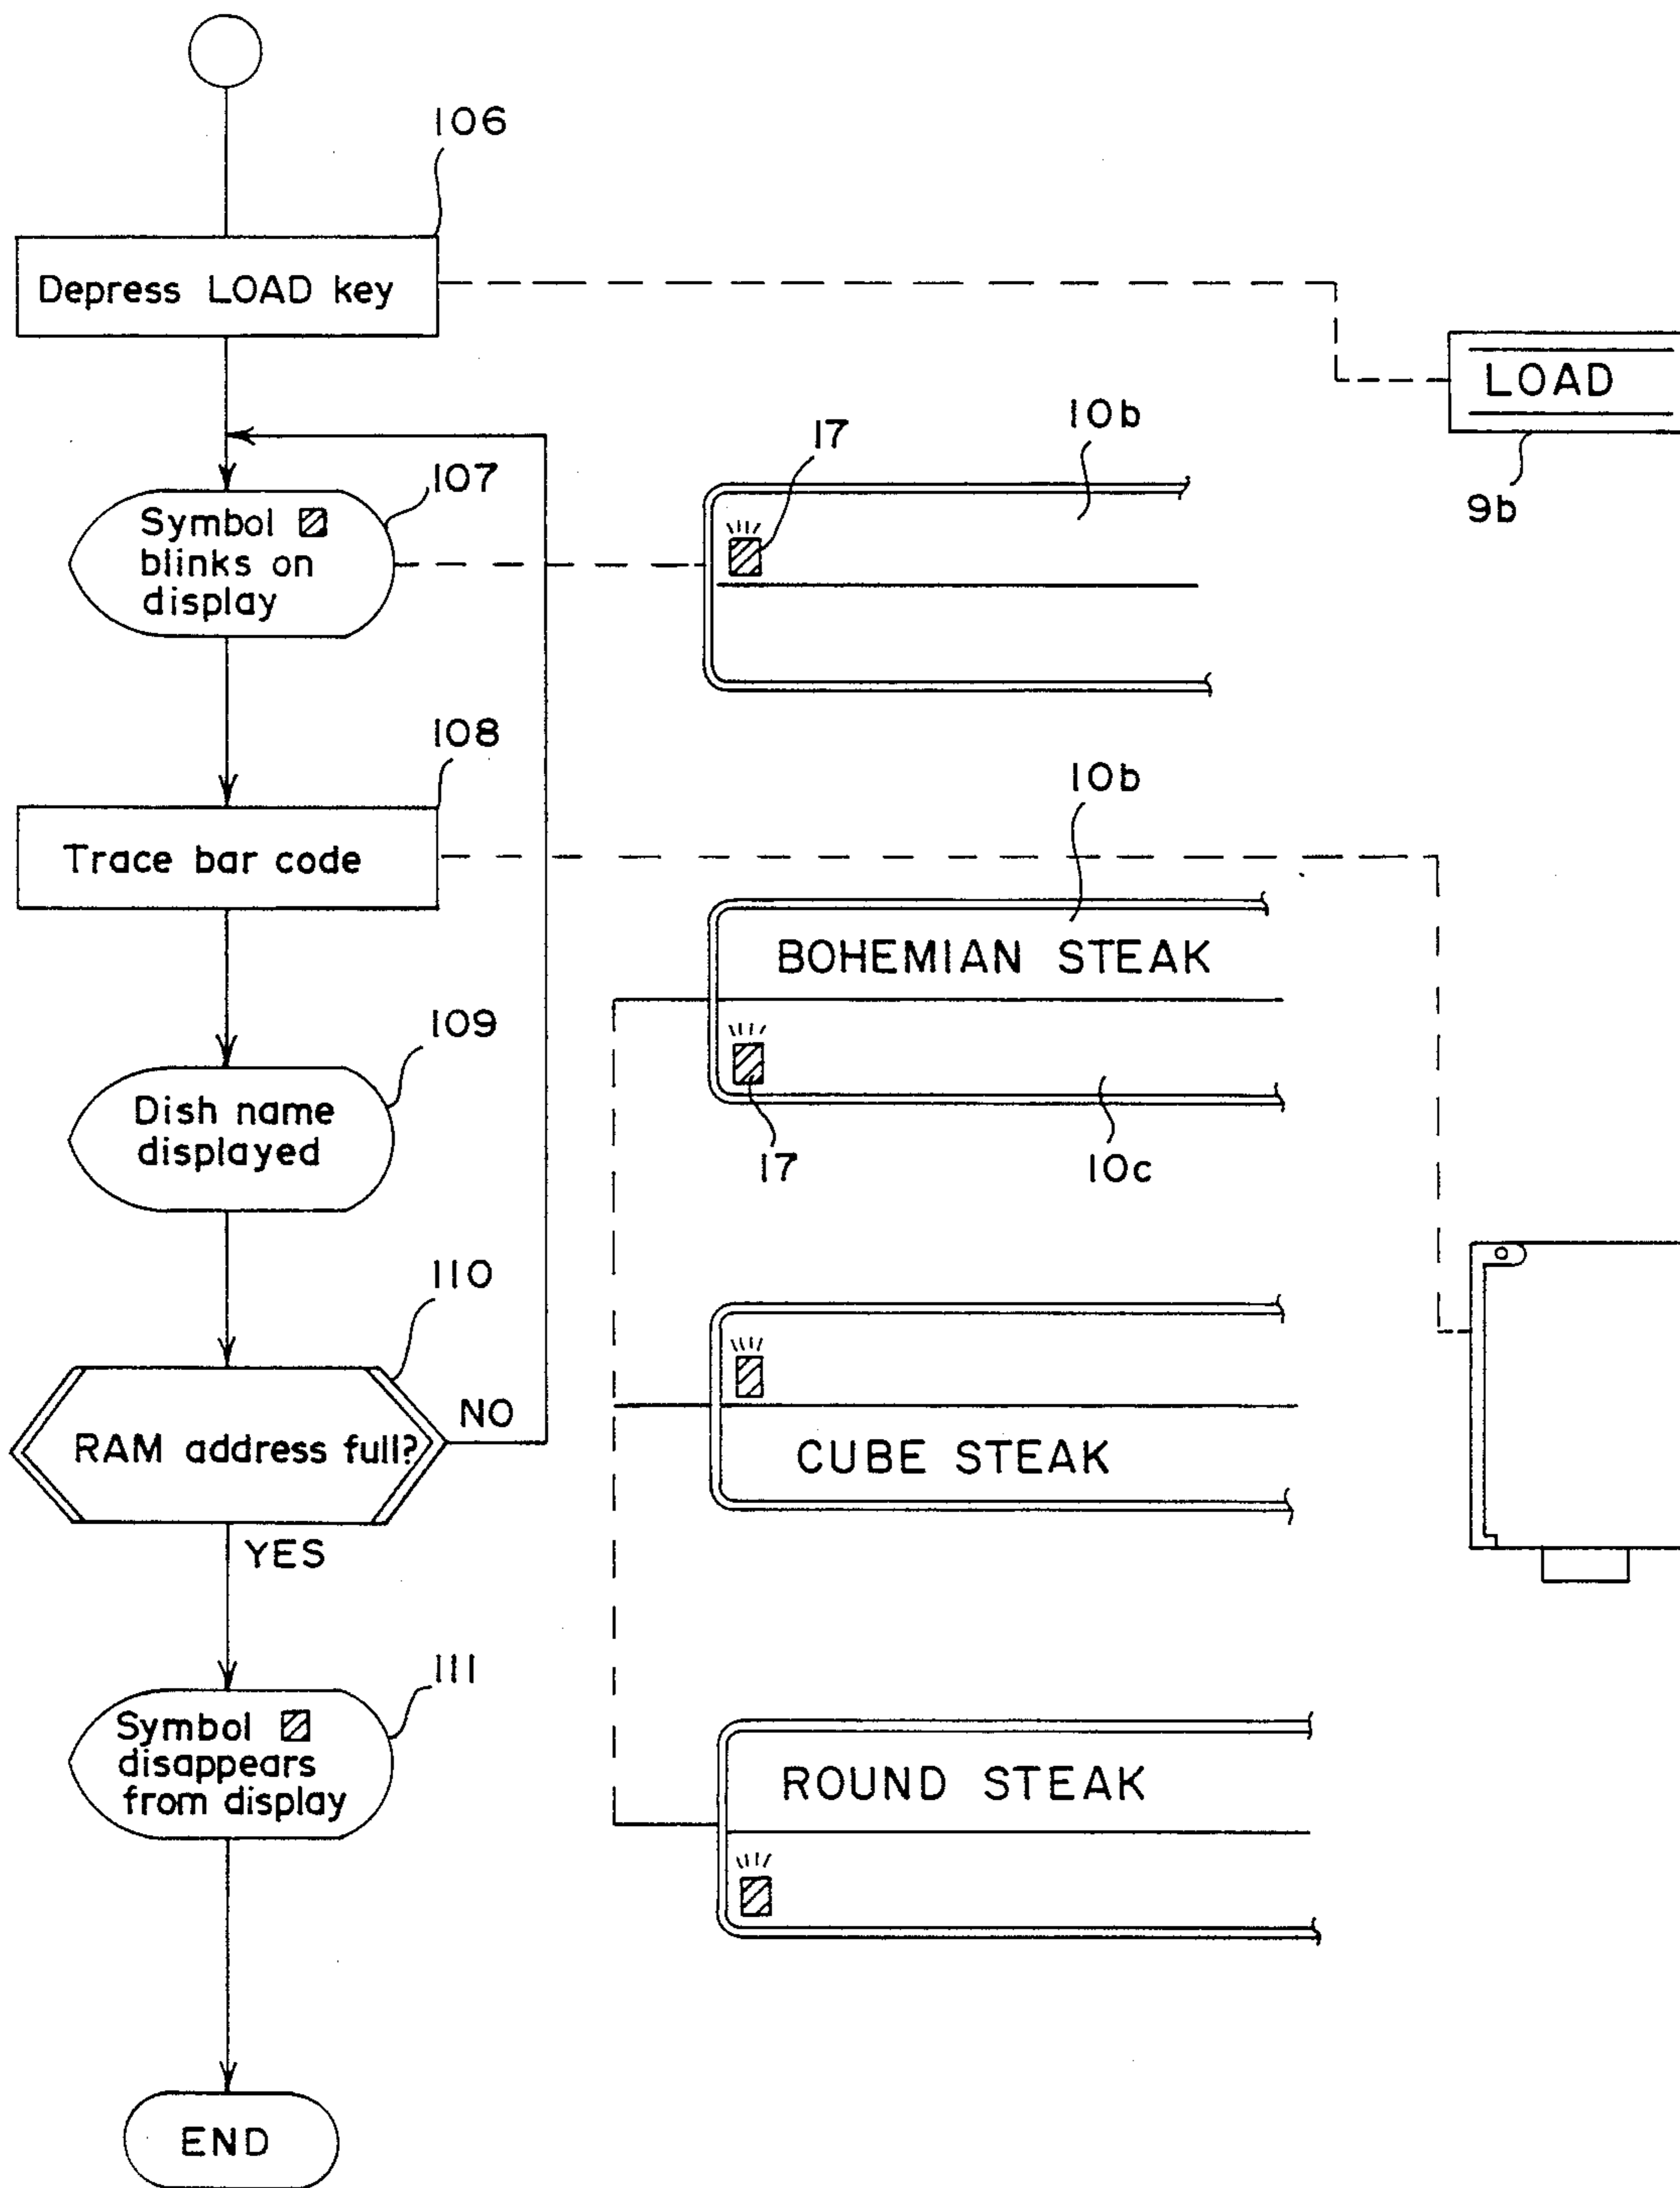 106
Depress LOAD key
LOAD
9b
107
Symbol
blinks on
display
17
10b
108
Trace bar code
10b
BOHEMIAN STEAK
17
10c
109
Dish name
displayed
110
RAM address full?
NO
YES
CUBE STEAK
111
Symbol
disappears
from display
ROUND STEAK
END